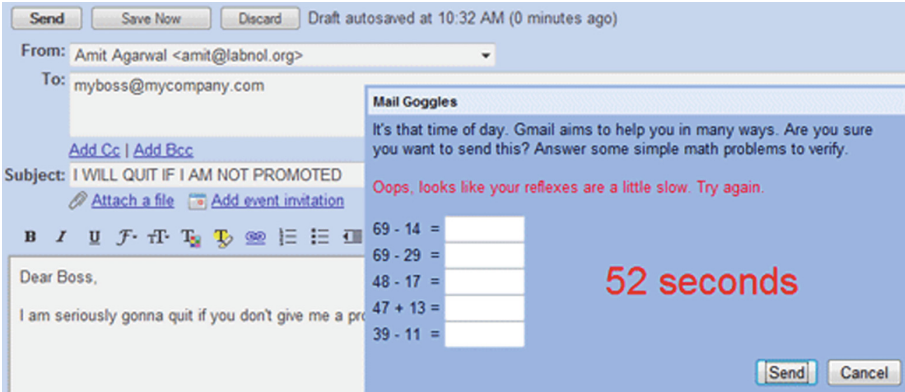 Send Save Now Discard Draft autosaved at 10:32 AM (0 minutes ago)
From: Amit Agarwal <amit@labnol.org>
To: myboss@mycompany.com
Add Cc | Add Bcc
Subject: I WILL QUIT IF I AM NOT PROMOTED
Attach a file Add event invitation
B I U
Dear Boss,
I am seriously gonna quit if you don't give me a
Mail Goggles
It's that time of day. Gmail aims to help you in many ways. Are you sure
you want to send this? Answer some simple math problems to verify.
Oops, looks like your reflexes are a little slow. Try again.
69 - 14 =
69 - 29 =
48 - 17 =
47 + 13 =
39 - 11 =
52 seconds
Send Cancel